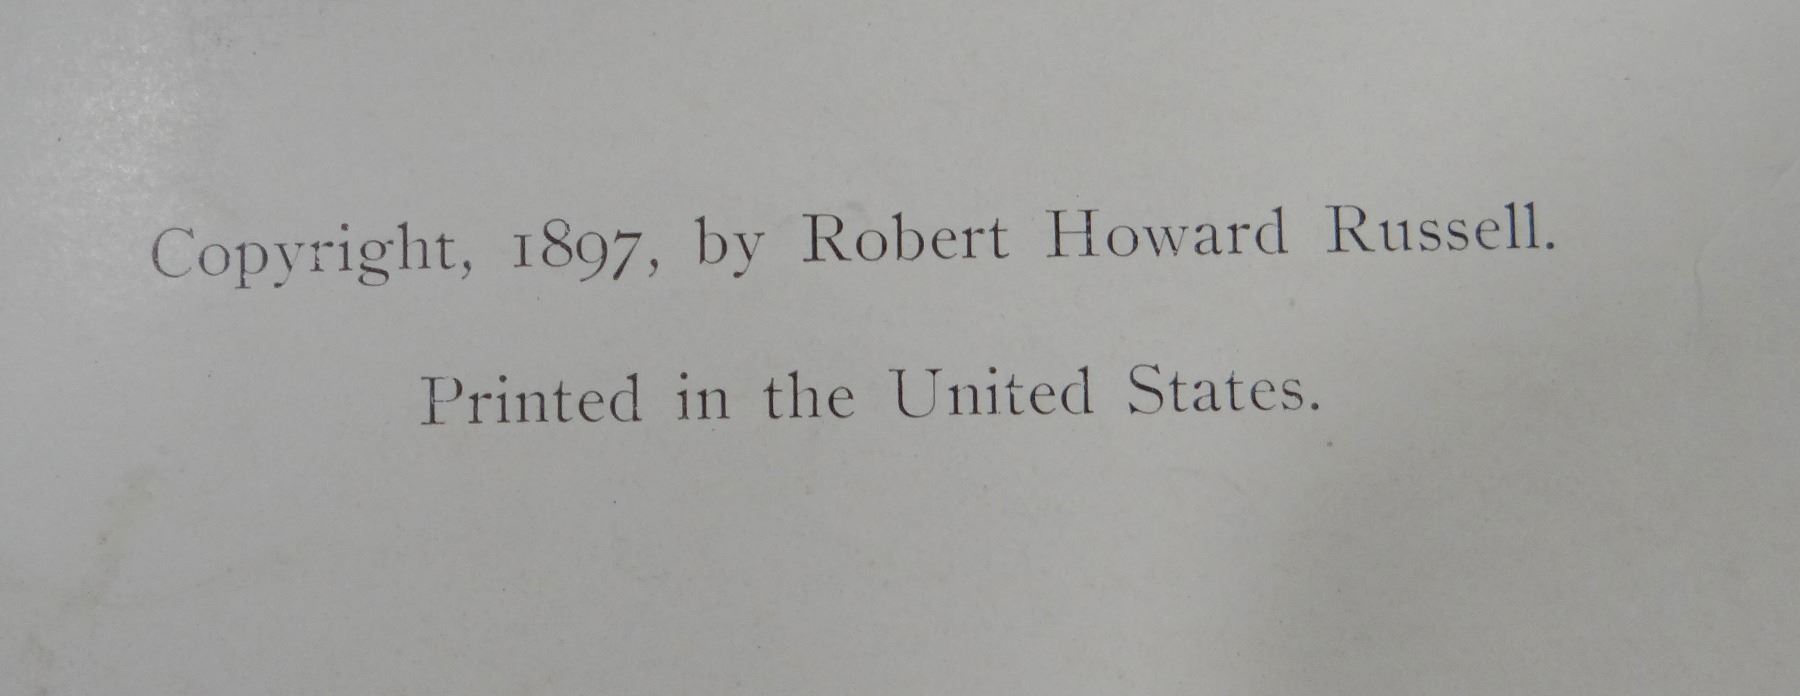 Copyright, 1897, by Robert Howard Russell.
Printed in the United States.